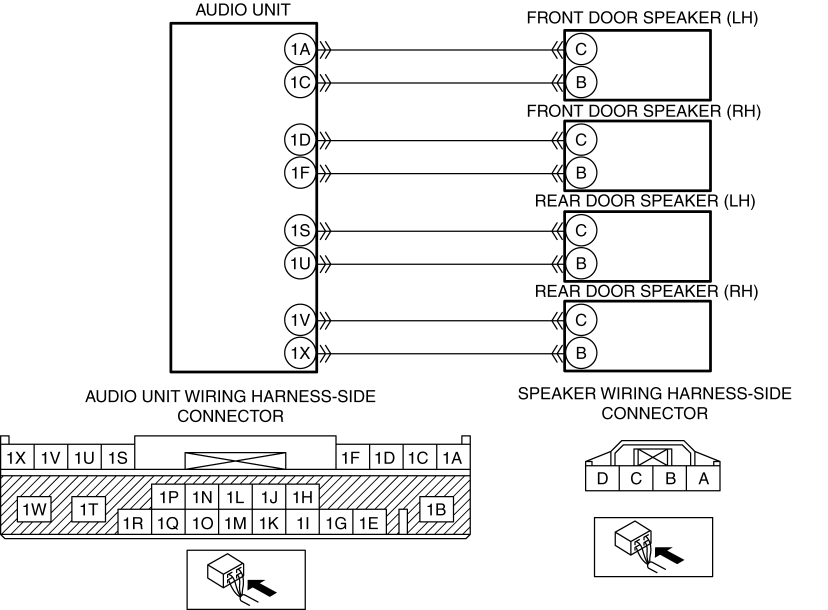 AUDIO UNIT
FRONT DOOR SPEAKER (LH)
1A
C
1C
B
FRONT DOOR SPEAKER (RH)
1D
C
1F
B
REAR DOOR SPEAKER (LH)
1S
C
1U
B
REAR DOOR SPEAKER (RH)
1V
C
1X
B
AUDIO UNIT WIRING HARNESS-SIDE
CONNECTOR
SPEAKER WIRING HARNESS-SIDE
CONNECTOR
1X 1V 1U 1S 1F 1D 1C 1A
1P 1N 1L 1J 1H
1W 1T 1B
1R 1Q 1O 1M 1K 1I 1G 1E
D C B A